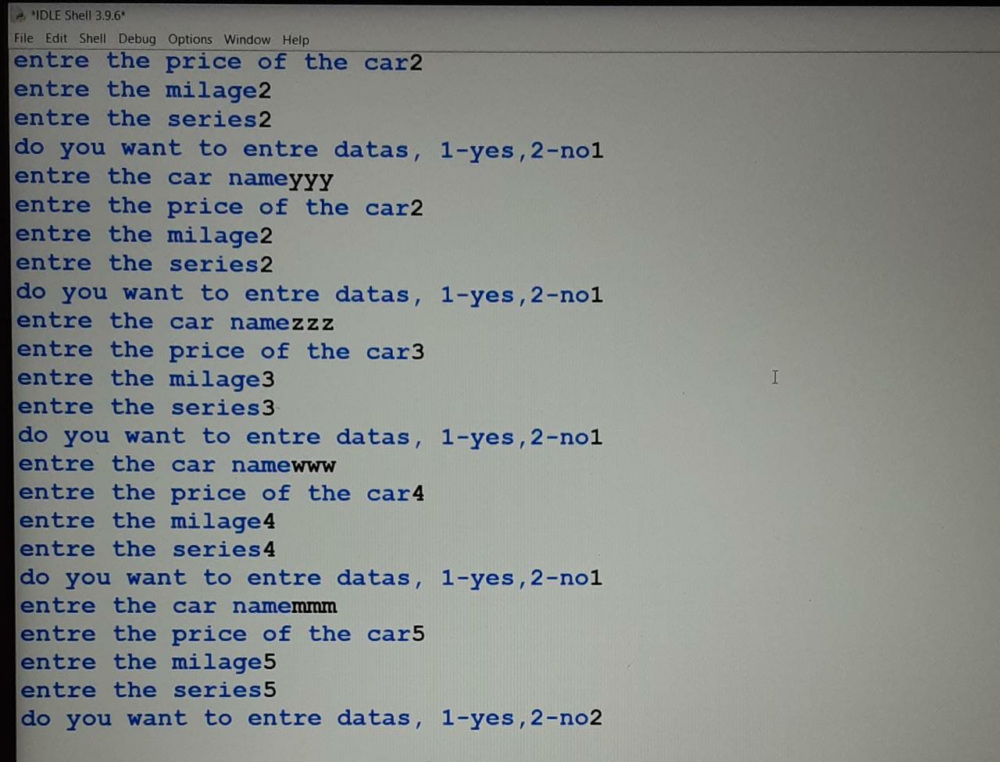 *IDLE Shell 3.9.6*
File Edit Shell Debug Options Window Help
entre the price of the car2
entre the milage2
entre the series2
do you want to entre datas, 1-yes,2-no1
entre the car nameyyy
entre the price of the car2
entre the milage2
entre the series2
do you want to entre datas, 1-yes,2-no1
entre the car namezzz
entre the price of the car3
entre the milage3
entre the series3
do you want to entre datas, 1-yes,2-no1
entre the car namewww
entre the price of the car4
entre the milage4
entre the series4
do you want to entre datas, 1-yes,2-no1
entre the car namemmm
entre the price of the car5
entre the milage5
entre the series5
do you want to entre datas, 1-yes,2-no2